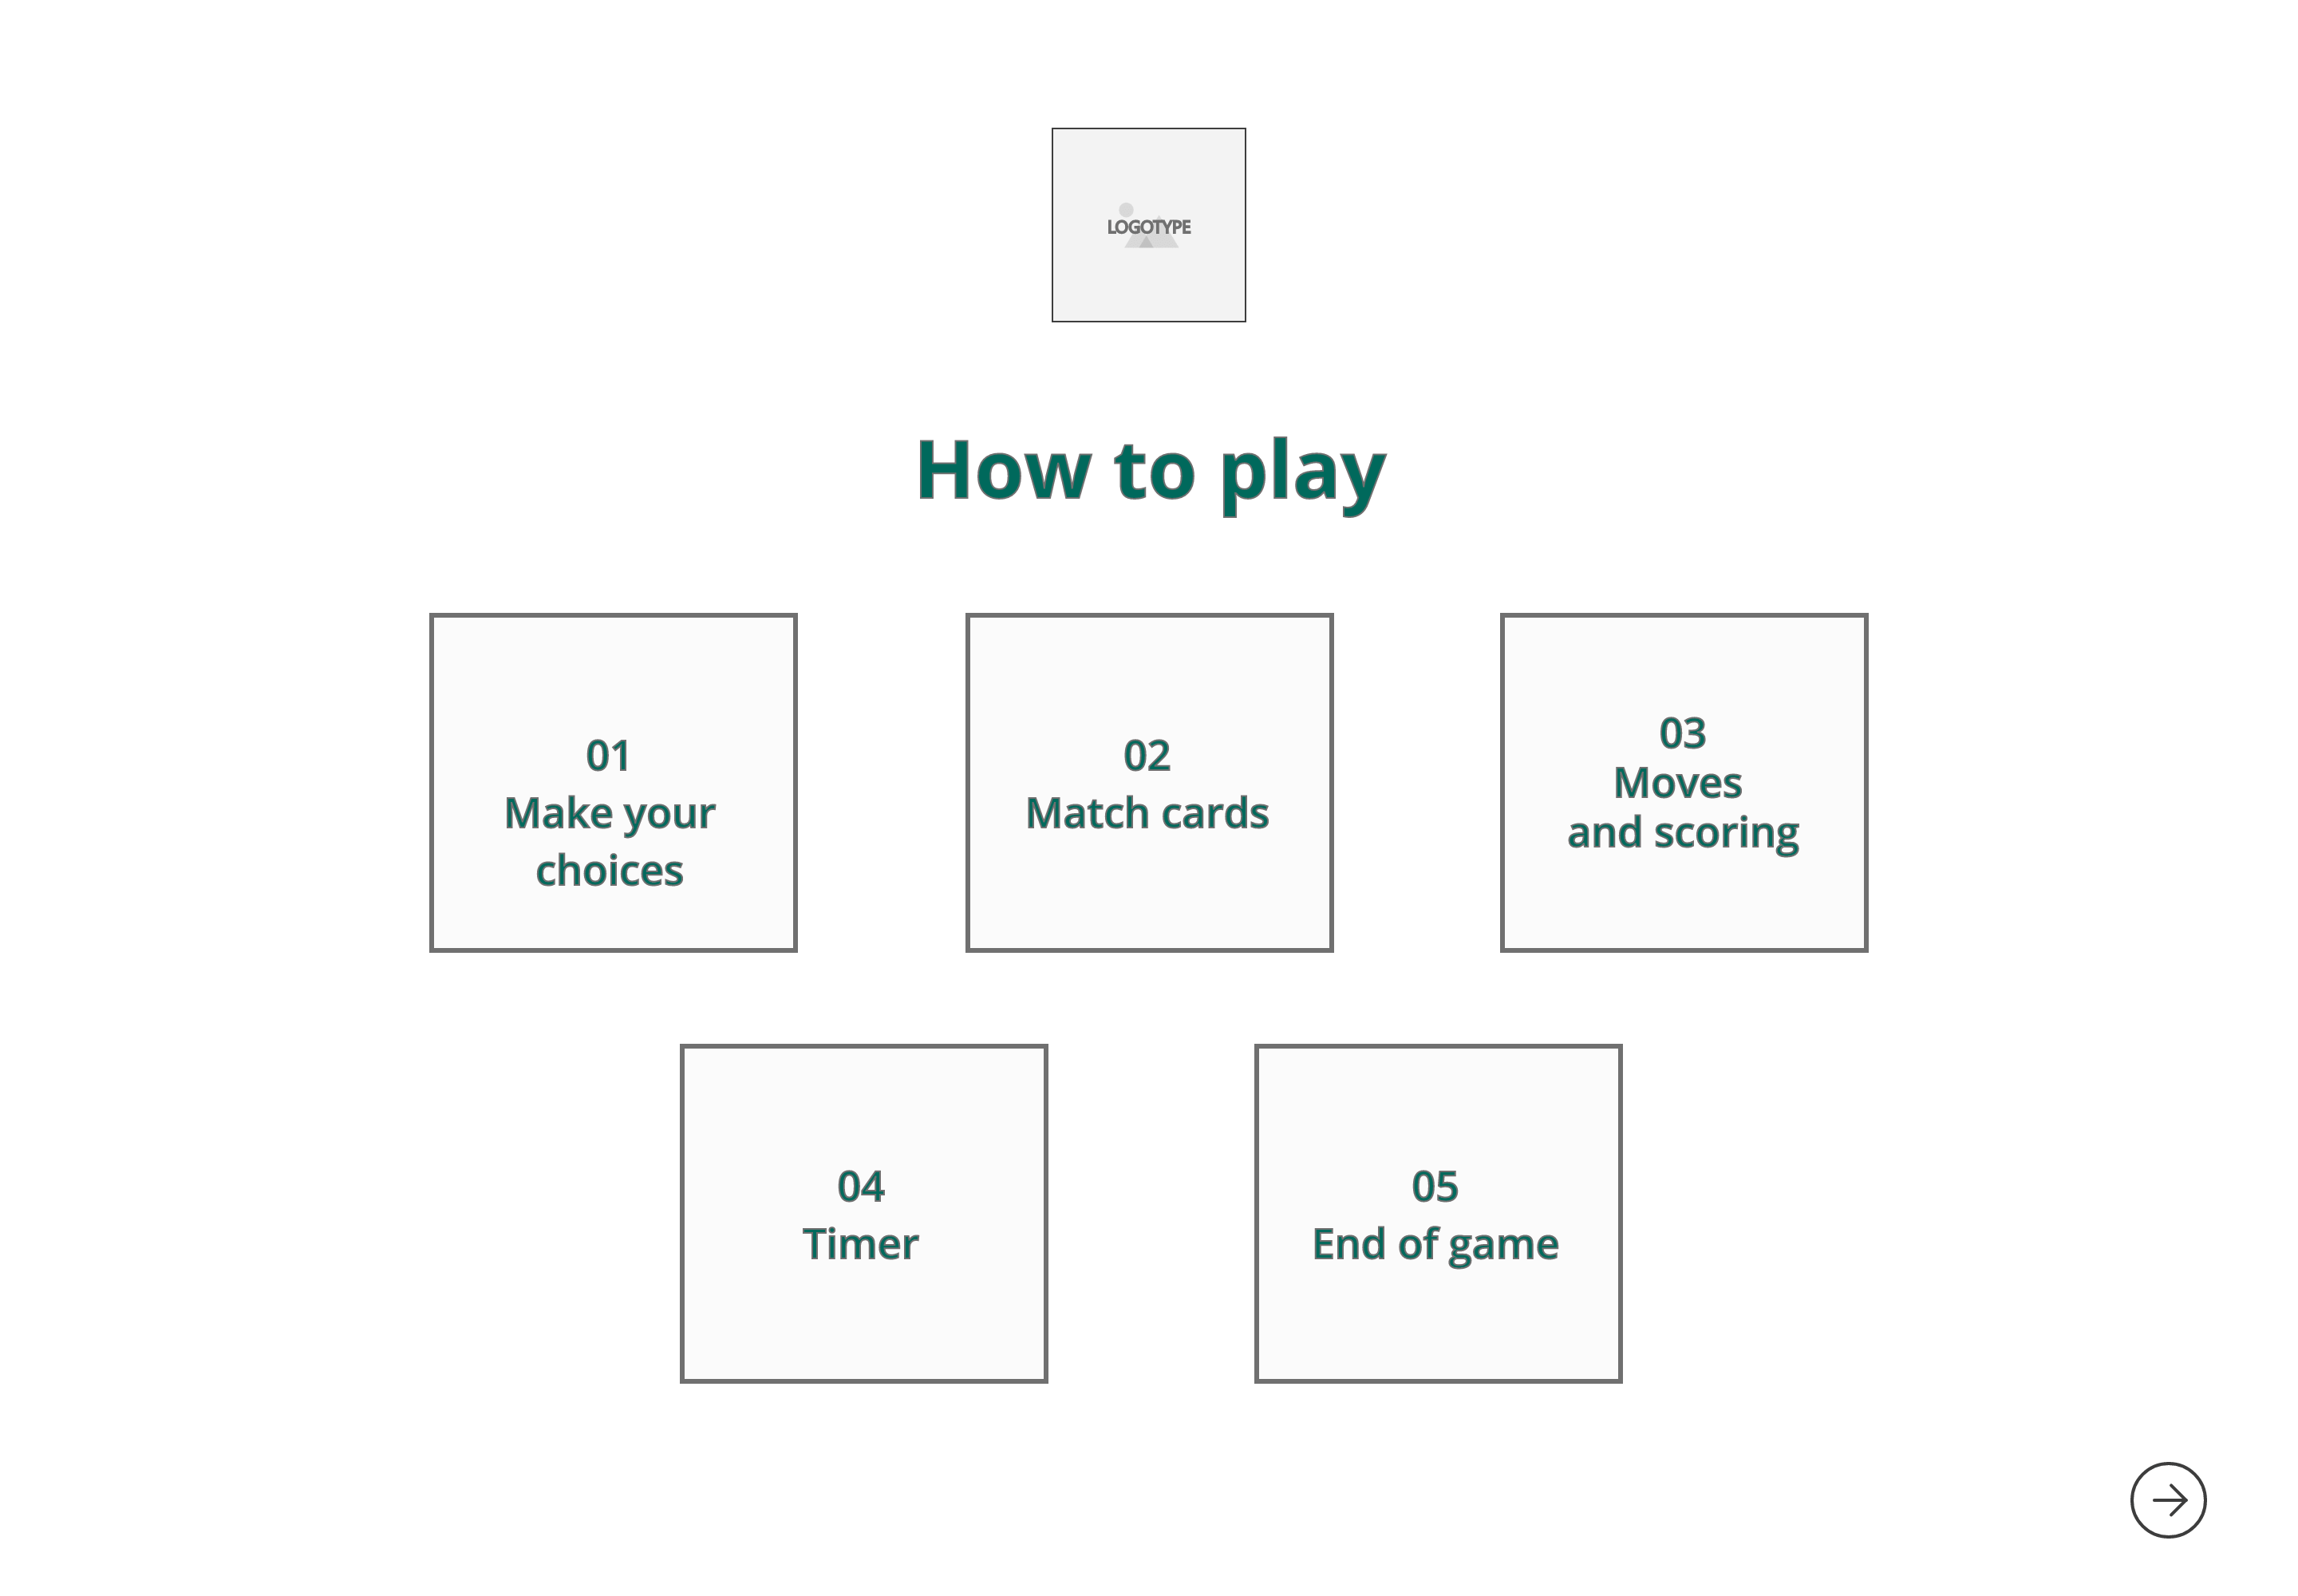 LOGOTYPE
How to play
01
Make your
choices
02
Match cards
03
Moves
and scoring
04
Timer
05
End of game